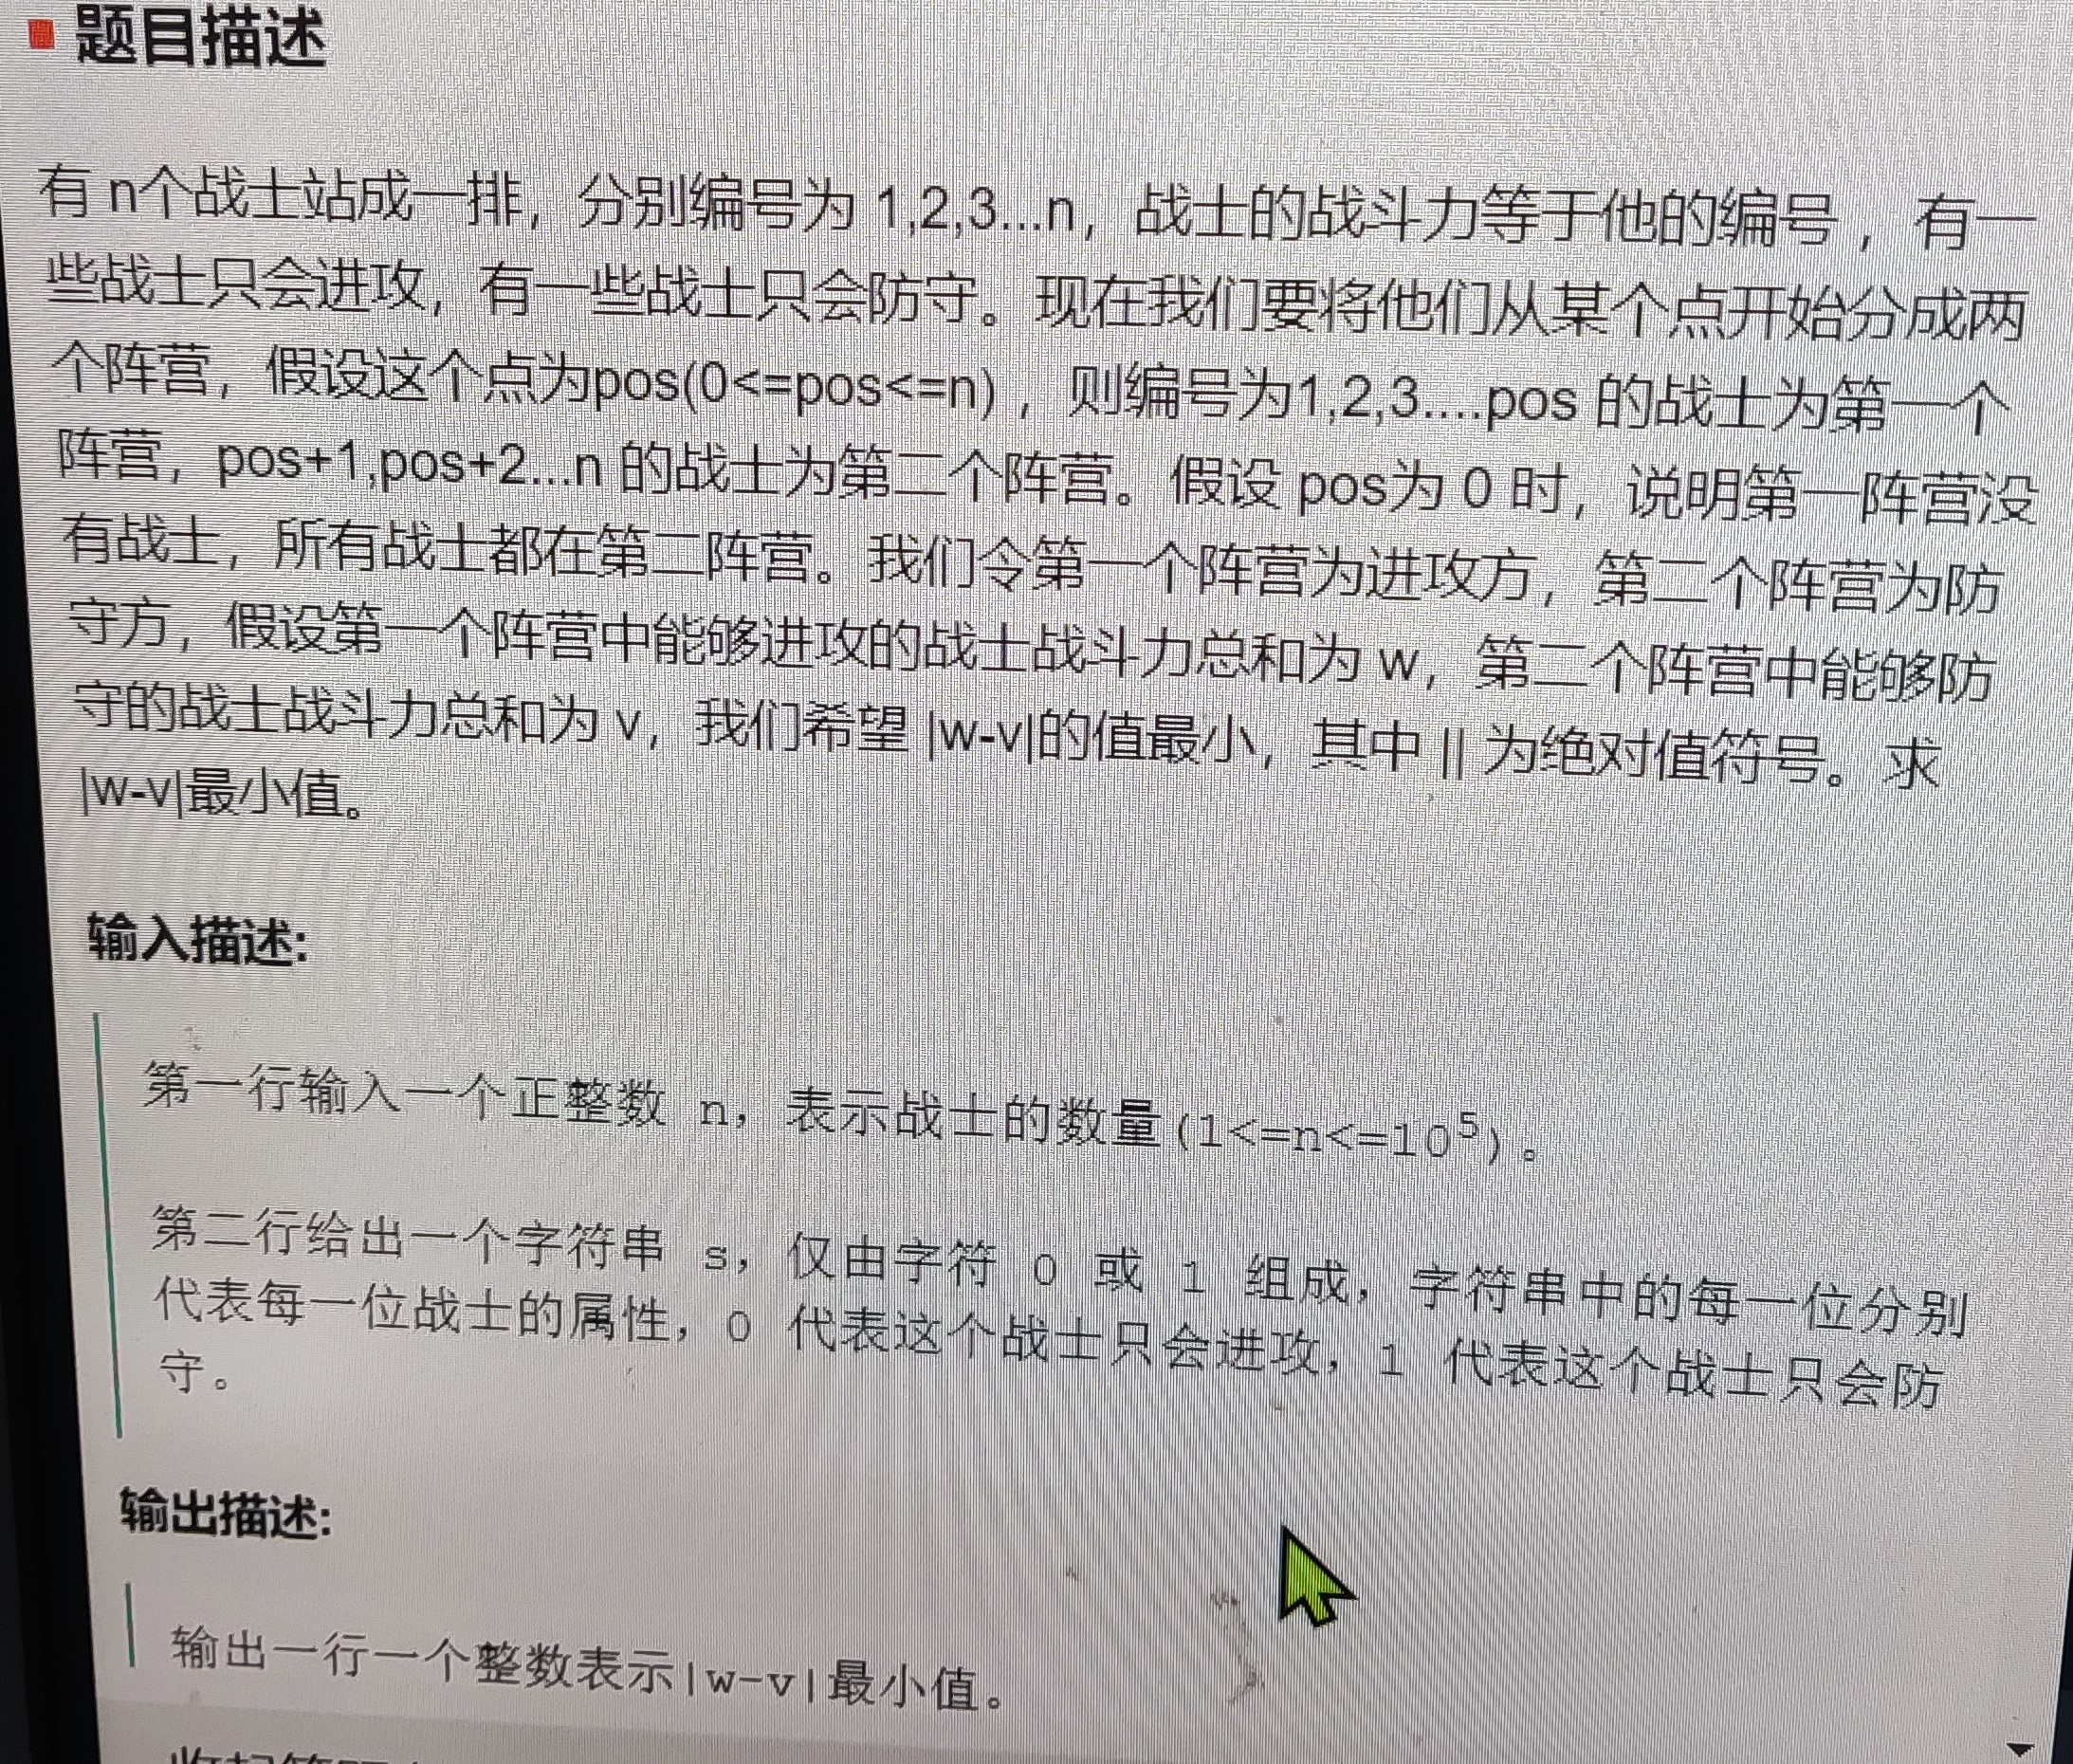 题目描述
有 n个战士站成一排，分别编号为 1,2,3...n，战士的战斗力等于他的编号 ，有一
些战士只会进攻，有一些战士只会防守。现在我们要将他们从某个点开始分成两
个阵营，假设这个点为pos(0<=pos<=n) ，则编号为1,2,3....pos 的战士为第一个
阵营，pos+1,pos+2...n 的战士为第二个阵营。假设 pos为 0 时，说明第一阵营没
有战士，所有战士都在第二阵营。我们令第一个阵营为进攻方，第二个阵营为防
守方，假设第一个阵营中能够进攻的战士战斗力总和为 w，第二个阵营中能够防
守的战士战斗力总和为 v，我们希望 |w-v|的值最小，其中 || 为绝对值符号。求
|w-v|最小值。
输入描述:
第一行输入一个正整数 n，表示战士的数量(1<=n<=10⁵)。
第二行给出一个字符串 s，仅由字符 0 或 1 组成，字符串中的每一位分别
代表每一位战士的属性，0 代表这个战士只会进攻，1 代表这个战士只会防
守。
输出描述:
输出一行一个整数表示|w-v|最小值。